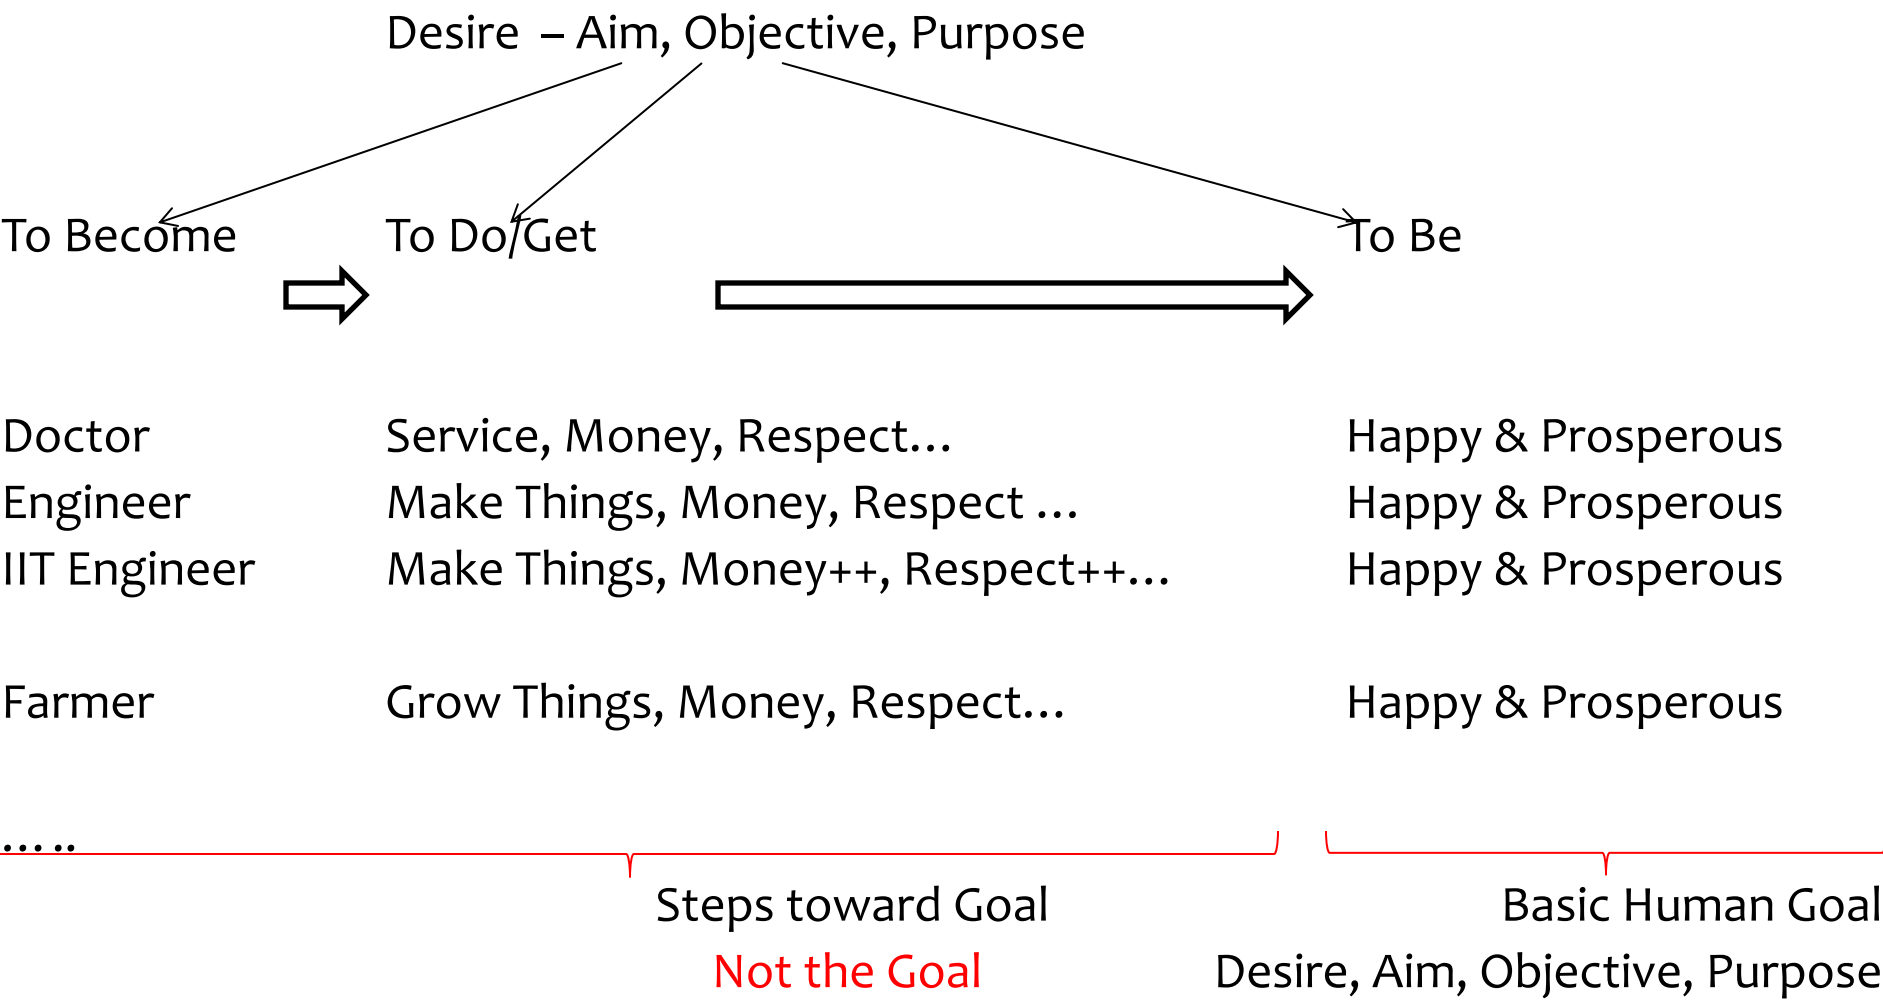 Desire – Aim, Objective, Purpose
To Become To Do/Get To Be
Doctor Service, Money, Respect… Happy & Prosperous
Engineer Make Things, Money, Respect … Happy & Prosperous
IIT Engineer Make Things, Money++, Respect++… Happy & Prosperous
Farmer Grow Things, Money, Respect… Happy & Prosperous
… ..
Steps toward Goal Basic Human Goal
Not the Goal Desire, Aim, Objective, Purpose